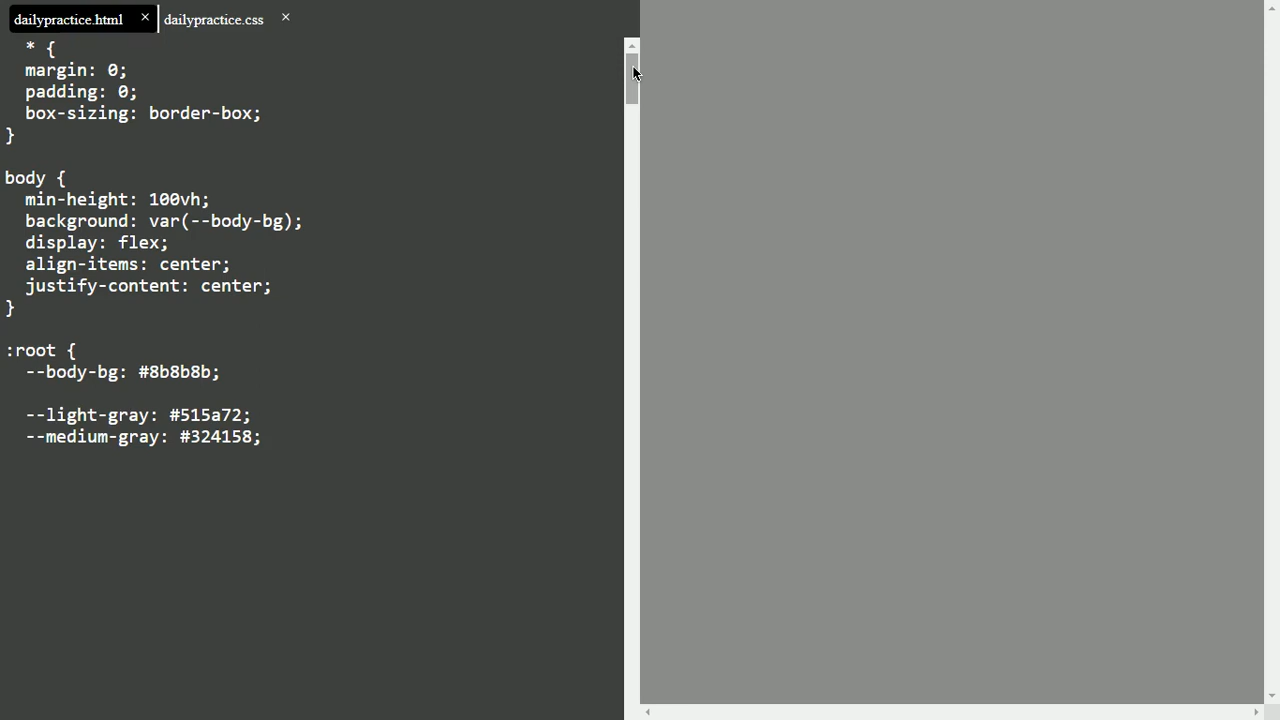 dailypractice.html × dailypractice.css ×
* {
margin: 0;
padding: 0;
box-sizing: border-box;
}
body {
min-height: 100vh;
background: var(--body-bg);
display: flex;
align-items: center;
justify-content: center;
}
:root {
--body-bg: #8b8b8b;
--light-gray: #515a72;
--medium-gray: #324158;